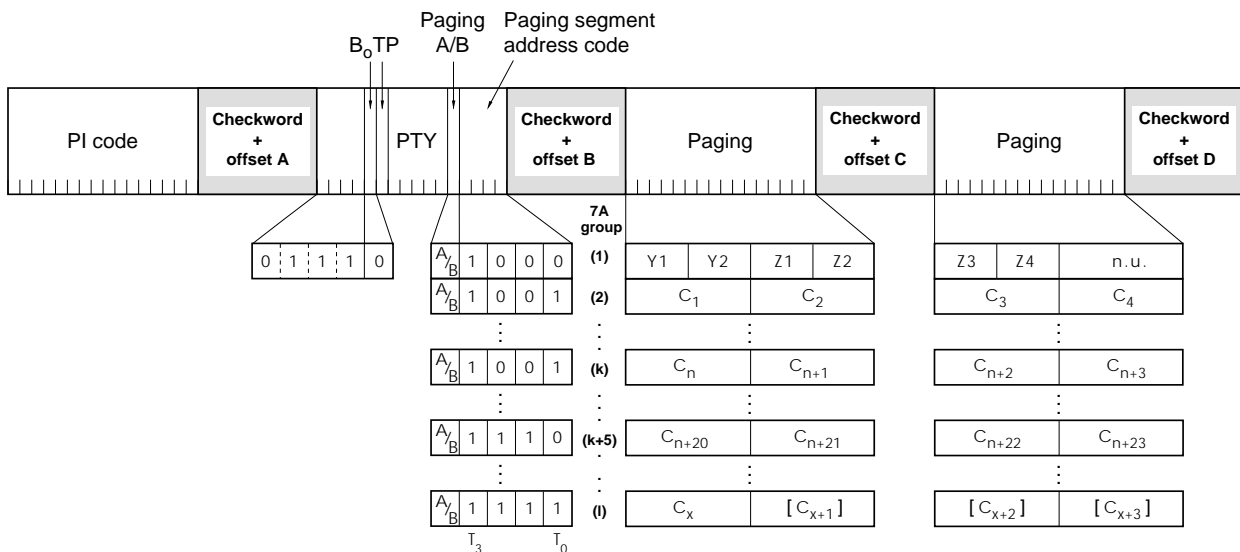 Paging Paging segment
BoTP A/B address code
PI code Checkword + offset A PTY Checkword + offset B Paging Checkword + offset C Paging Checkword + offset D
7A group
0 1 1 1 0 A/B 1 0 0 0 (1) Y1 Y2 Z1 Z2 Z3 Z4 n.u.
A/B 1 0 0 1 (2) C1 C2 C3 C4
A/B 1 0 0 1 (k) Cn Cn+1 Cn+2 Cn+3
A/B 1 1 1 0 (k+5) Cn+20 Cn+21 Cn+22 Cn+23
A/B 1 1 1 1 (l) Cx [Cx+1] [Cx+2] [Cx+3]
T3 T0